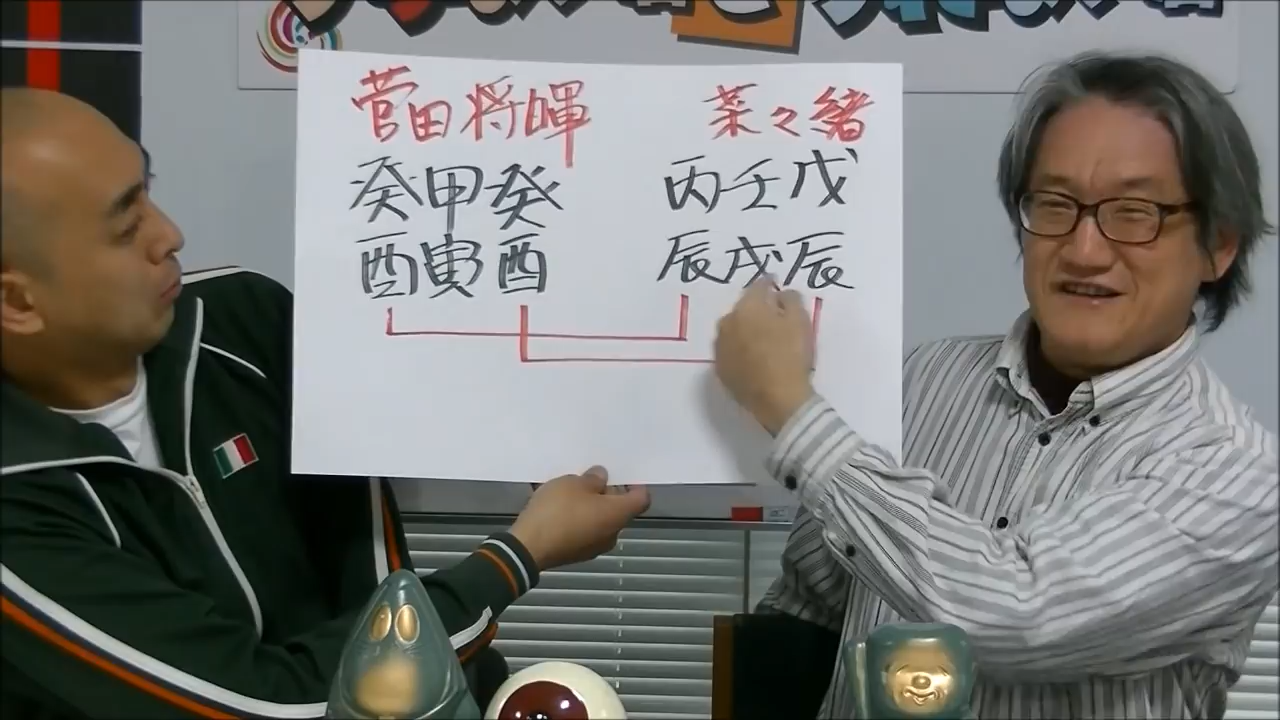 菅田将暉 菜々緒
癸甲癸 丙壬戊
酉寅酉 辰戌辰